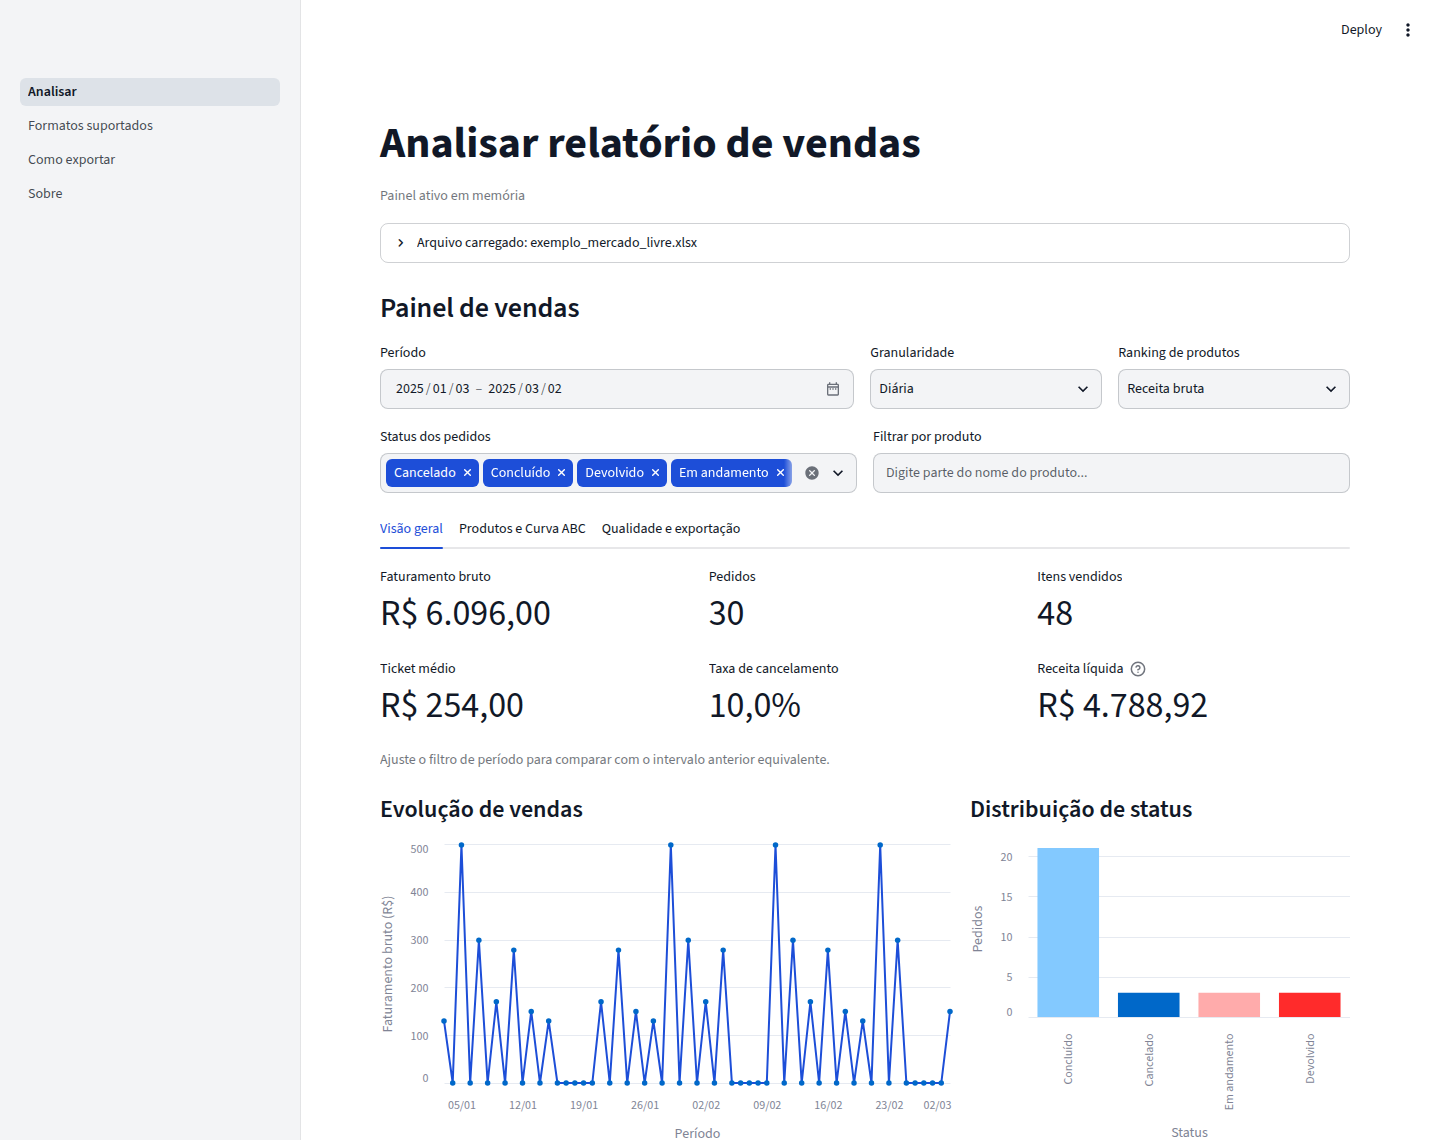 Deploy
Analisar
Formatos suportados
Como exportar
Sobre
Analisar relatório de vendas
Painel ativo em memória
Arquivo carregado: exemplo_mercado_livre.xlsx
Painel de vendas
Período Granularidade Ranking de produtos
2025/01/03 – 2025/03/02 Diária Receita bruta
Status dos pedidos Filtrar por produto
Cancelado Concluído Devolvido Em andamento Digite parte do nome do produto...
Visão geral Produtos e Curva ABC Qualidade e exportação
Faturamento bruto Pedidos Itens vendidos
R$ 6.096,00 30 48
Ticket médio Taxa de cancelamento Receita líquida
R$ 254,00 10,0% R$ 4.788,92
Ajuste o filtro de período para comparar com o intervalo anterior equivalente.
Evolução de vendas
Faturamento bruto (R$)
500
400
300
200
100
0
05/01 12/01 19/01 26/01 02/02 09/02 16/02 23/02 02/03
Período
Distribuição de status
Pedidos
20
15
10
5
0
Concluído Cancelado Em andamento Devolvido
Status